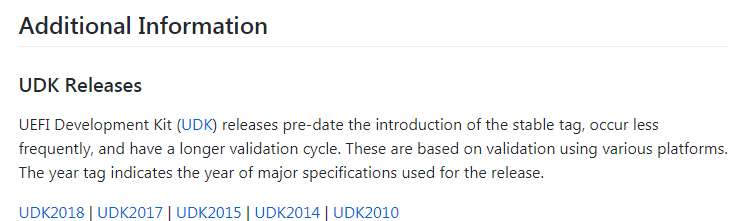 Additional Information
UDK Releases
UEFI Development Kit (UDK) releases pre-date the introduction of the stable tag, occur less
frequently, and have a longer validation cycle. These are based on validation using various platforms.
The year tag indicates the year of major specifications used for the release.
UDK2018 | UDK2017 | UDK2015 | UDK2014 | UDK2010